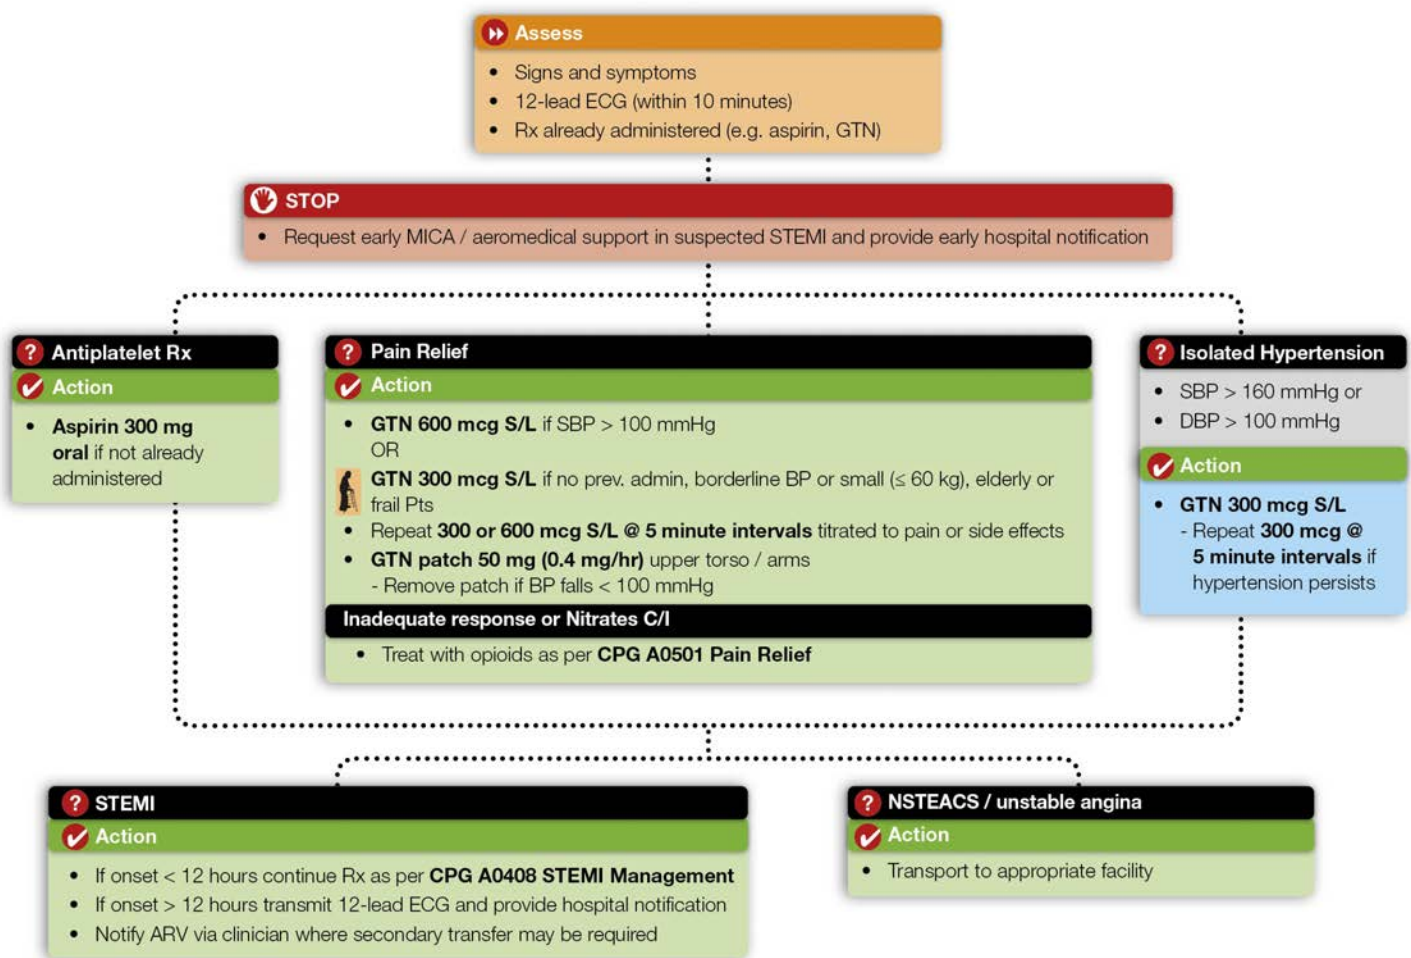 Assess
• Signs and symptoms
• 12-lead ECG (within 10 minutes)
• Rx already administered (e.g. aspirin, GTN)
STOP
• Request early MICA / aeromedical support in suspected STEMI and provide early hospital notification
? Antiplatelet Rx
Action
• Aspirin 300 mg
oral if not already
administered
? Pain Relief
Action
• GTN 600 mcg S/L if SBP > 100 mmHg
OR
GTN 300 mcg S/L if no prev. admin, borderline BP or small (≤ 60 kg), elderly or
frail Pts
• Repeat 300 or 600 mcg S/L @ 5 minute intervals titrated to pain or side effects
• GTN patch 50 mg (0.4 mg/hr) upper torso / arms
- Remove patch if BP falls < 100 mmHg
Inadequate response or Nitrates C/I
• Treat with opioids as per CPG A0501 Pain Relief
? Isolated Hypertension
• SBP > 160 mmHg or
• DBP > 100 mmHg
Action
• GTN 300 mcg S/L
- Repeat 300 mcg @
5 minute intervals if
hypertension persists
? STEMI
Action
• If onset < 12 hours continue Rx as per CPG A0408 STEMI Management
• If onset > 12 hours transmit 12-lead ECG and provide hospital notification
• Notify ARV via clinician where secondary transfer may be required
? NSTEACS / unstable angina
Action
• Transport to appropriate facility